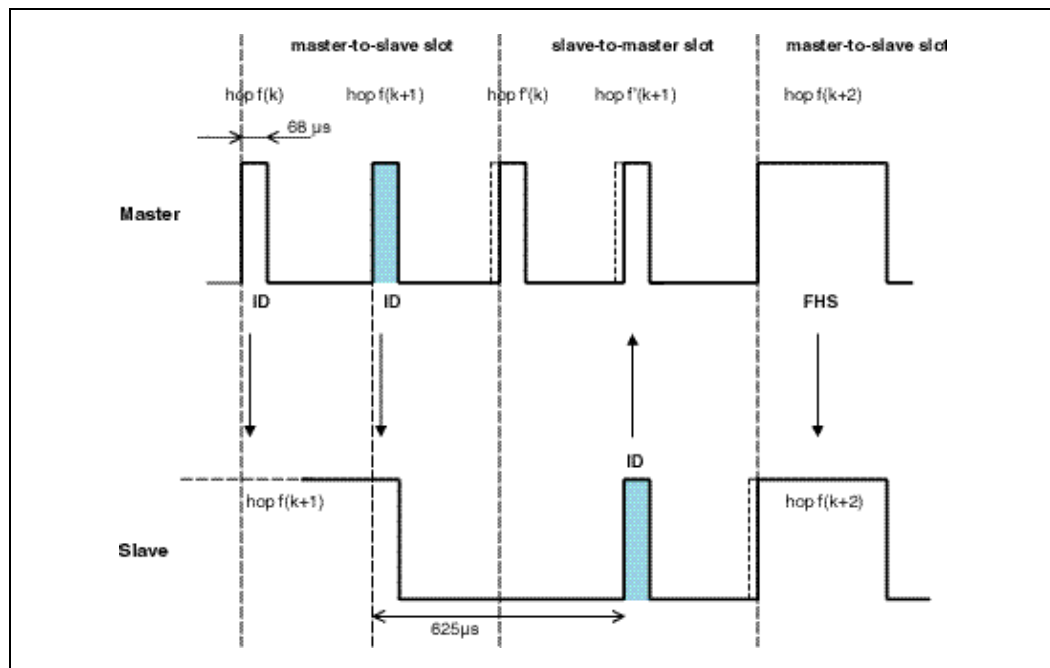 master-to-slave slot slave-to-master slot master-to-slave slot
hop f(k) hop f(k+1) hop f'(k) hop f'(k+1) hop f(k+2)
68 µs
Master
ID ID FHS
ID
hop f(k+1) hop f(k+2)
Slave
625µs